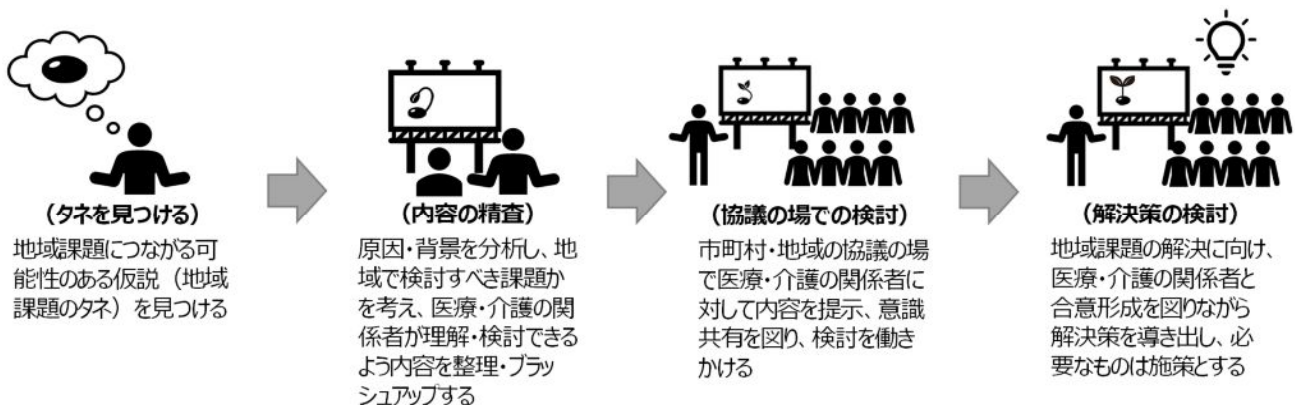 (タネを見つける)
地域課題につながる可
能性のある仮説(地域
課題のタネ)を見つける
(内容の精査)
原因・背景を分析し、地
域で検討すべき課題か
を考え、医療・介護の関
係者が理解・検討できる
よう内容を整理・ブラッ
シュアップする
(協議の場での検討)
市町村・地域の協議の場
で医療・介護の関係者に
対して内容を提示、意識
共有を図り、検討を働き
かける
(解決策の検討)
地域課題の解決に向け、
医療・介護の関係者と
合意形成を図りながら
解決策を導き出し、必
要なものは施策とする